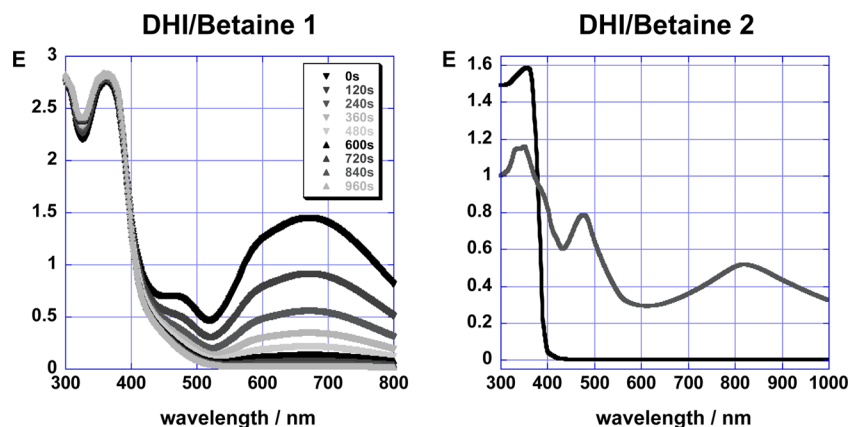 DHI/Betaine 1
E
3
2.5
2
1.5
1
0.5
0
300 400 500 600 700 800
wavelength / nm
0s
120s
240s
360s
480s
600s
720s
840s
960s
DHI/Betaine 2
E
1.6
1.4
1.2
1.0
0.8
0.6
0.4
0.2
0
300 400 500 600 700 800 900 1000
wavelength / nm